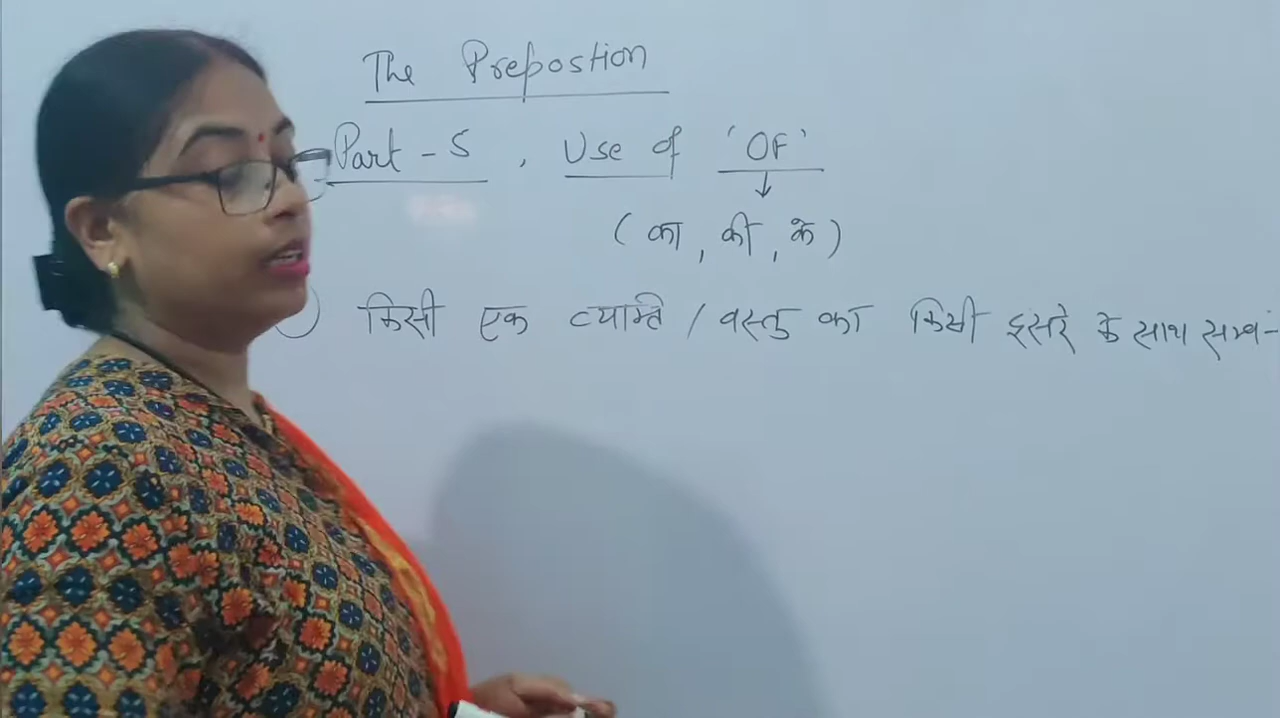 The Prepostion
Part - 5 , Use of 'OF'
↓
( का , की , के )
किसी एक व्यक्ति / वस्तु का किसी दुसरे के साथ सम्बं-